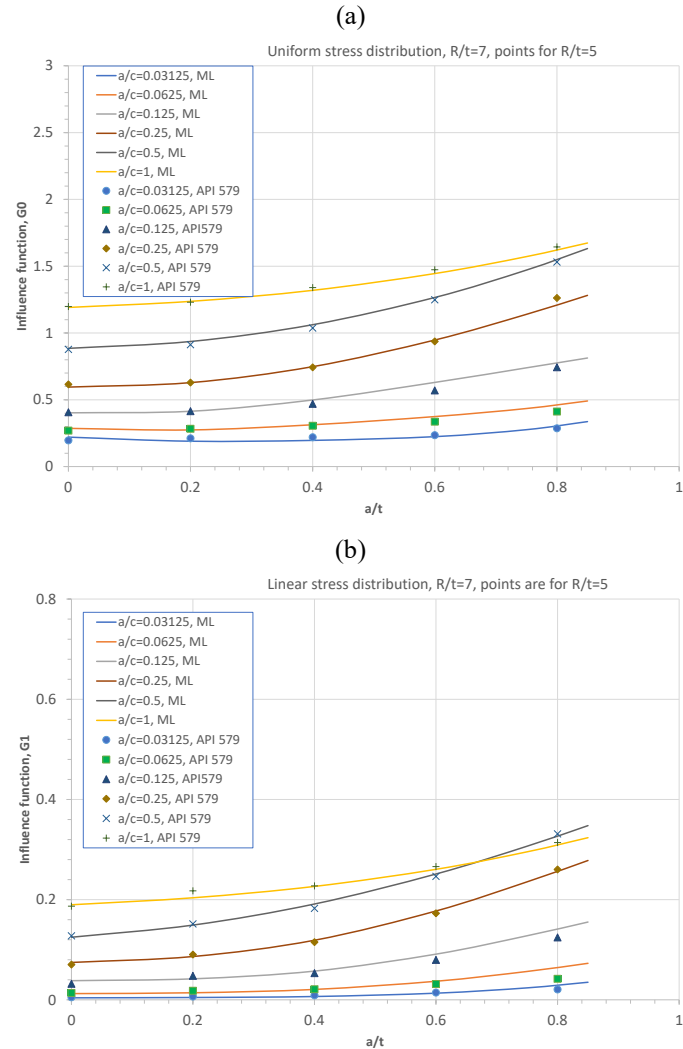 (a)
Uniform stress distribution, R/t=7, points for R/t=5
3
2.5
2
1.5
1
0.5
0
Influence function, G0
a/c=0.03125, ML
a/c=0.0625, ML
a/c=0.125, ML
a/c=0.25, ML
a/c=0.5, ML
a/c=1, ML
a/c=0.03125, API 579
a/c=0.0625, API 579
a/c=0.125, API579
a/c=0.25, API 579
a/c=0.5, API 579
a/c=1, API 579
0 0.2 0.4 0.6 0.8 1
a/t
(b)
Linear stress distribution, R/t=7, points are for R/t=5
0.8
0.6
0.4
0.2
0
Influence function, G1
a/c=0.03125, ML
a/c=0.0625, ML
a/c=0.125, ML
a/c=0.25, ML
a/c=0.5, ML
a/c=1, ML
a/c=0.03125, API 579
a/c=0.0625, API 579
a/c=0.125, API579
a/c=0.25, API 579
a/c=0.5, API 579
a/c=1, API 579
0 0.2 0.4 0.6 0.8 1
a/t